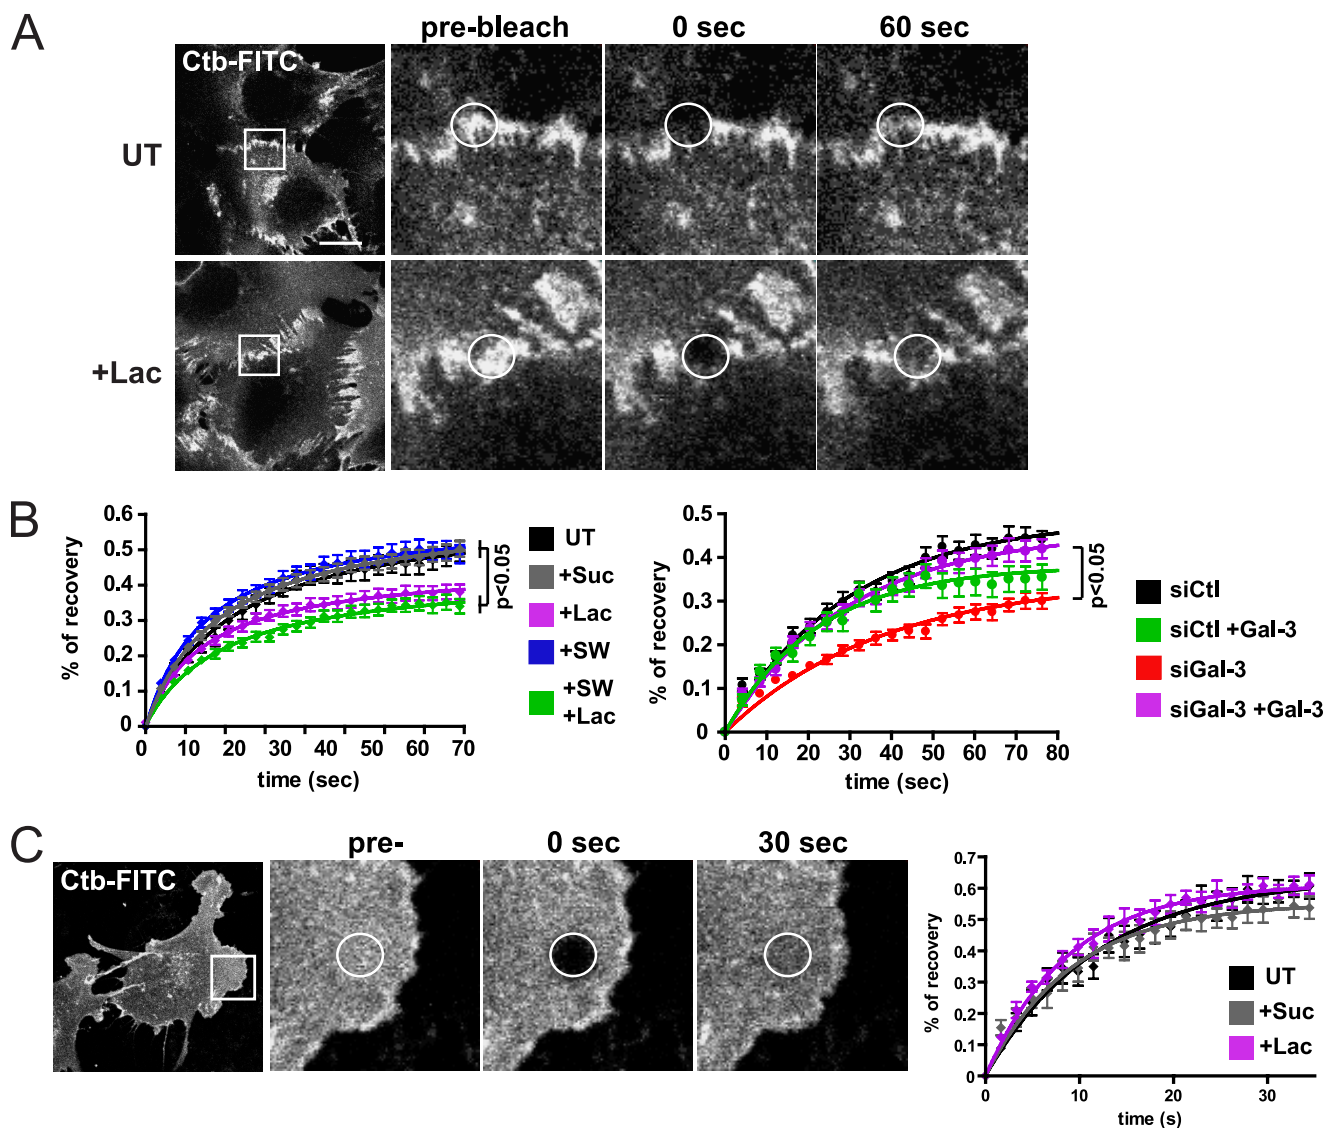 A
pre-bleach 0 sec 60 sec
Ctb-FITC
UT
+Lac
B
% of recovery
0.6
0.5
0.4
0.3
0.2
0.1
0
0 10 20 30 40 50 60 70
time (sec)
p<0.05
UT
+Suc
+Lac
+SW
+SW
+Lac
% of recovery
0.5
0.4
0.3
0.2
0.1
0
0 10 20 30 40 50 60 70 80
time (sec)
p<0.05
siCtl
siCtl +Gal-3
siGal-3
siGal-3 +Gal-3
C
pre- 0 sec 30 sec
Ctb-FITC
% of recovery
0.7
0.6
0.5
0.4
0.3
0.2
0.1
0
0 10 20 30
time (s)
UT
+Suc
+Lac